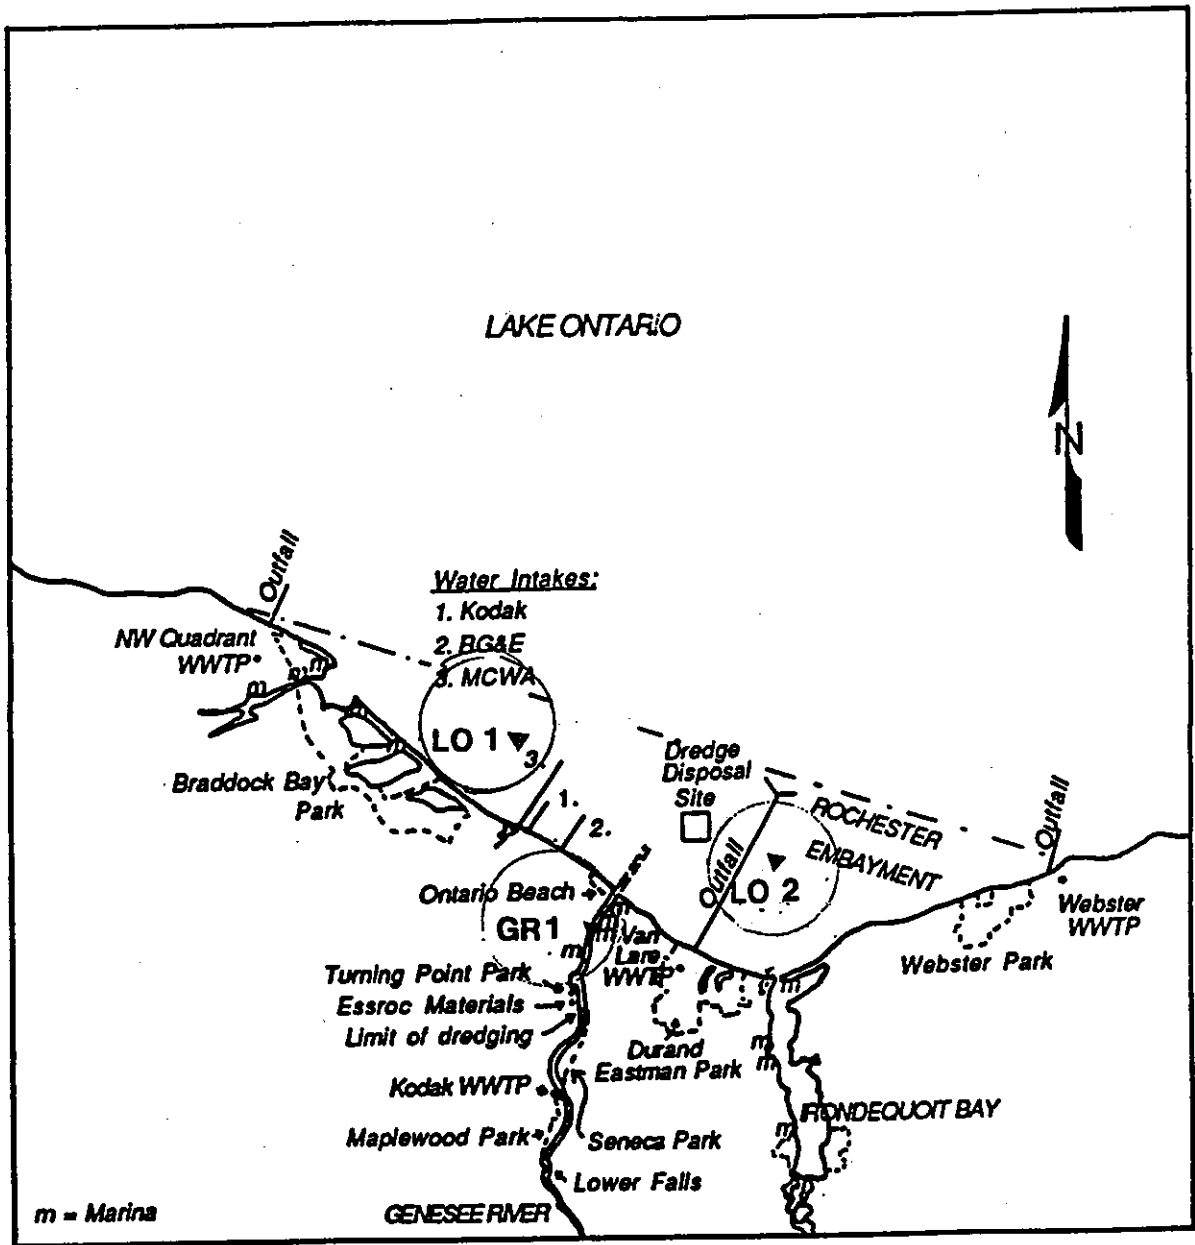 LAKE ONTARIO
N
Outfall
Water Intakes:
1. Kodak
2. RG&E
3. MCWA
NW Quadrant
WWTP
m
m
m
LO 1
3.
1.
2.
Braddock Bay
Park
Dredge
Disposal
Site
ROCHESTER
EMBAYMENT
Outfall
Outfall
LO 2
Ontario Beach
GR1
m
m
m
Van
Lare
WWTP
Webster
WWTP
Webster Park
Turning Point Park
Essroc Materials
Limit of dredging
m
Durand
Eastman Park
m
m
Kodak WWTP
IRONDEQUOIT BAY
m
Maplewood Park
Seneca Park
Lower Falls
m = Marina
GENESEE RIVER